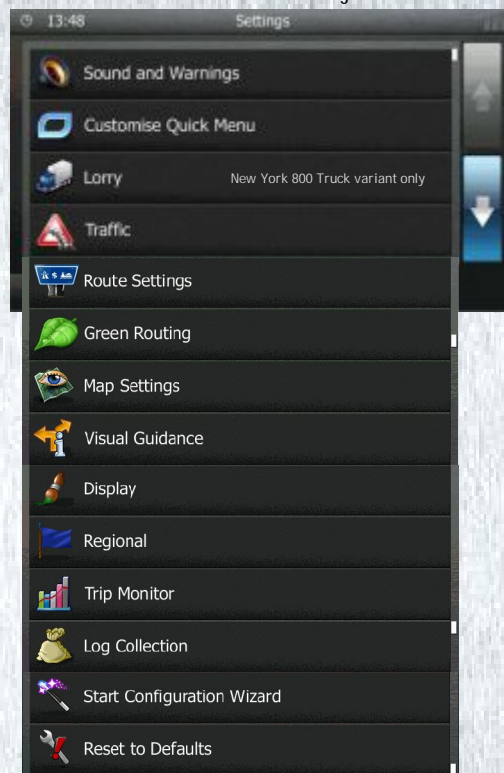 13:48 Settings
Sound and Warnings
Customise Quick Menu
Lorry New York 800 Truck variant only
Traffic
Route Settings
Green Routing
Map Settings
Visual Guidance
Display
Regional
Trip Monitor
Log Collection
Start Configuration Wizard
Reset to Defaults